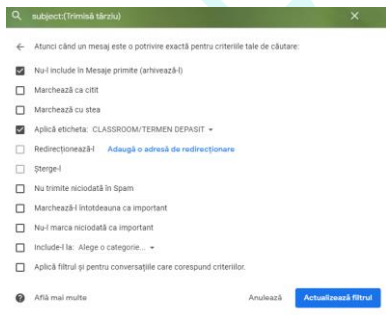 subject:(Trimisă târziu)
Atunci când un mesaj este o potrivire exactă pentru criteriile tale de căutare:
Nu-l include în Mesaje primite (arhivează-l)
Marchează ca citit
Marchează cu stea
Aplică eticheta: CLASSROOM/TERMEN DEPASIT
Redirecționează-l Adaugă o adresă de redirecționare
Șterge-l
Nu trimite niciodată în Spam
Marchează-l întotdeauna ca important
Nu-l marca niciodată ca important
Include-l la: Alege o categorie...
Aplică filtrul și pentru conversațiile care corespund criteriilor.
Află mai multe Anulează Actualizează filtrul